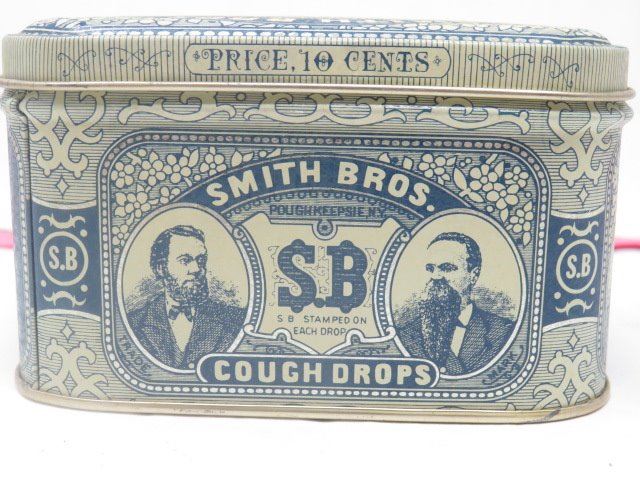 PRICE, 10 CENTS
SMITH BROS.
POUGHKEEPSIE, N.Y.
S.B
S B STAMPED ON
EACH DROP
TRADE
MARK
COUGH DROPS
S.B
S.B